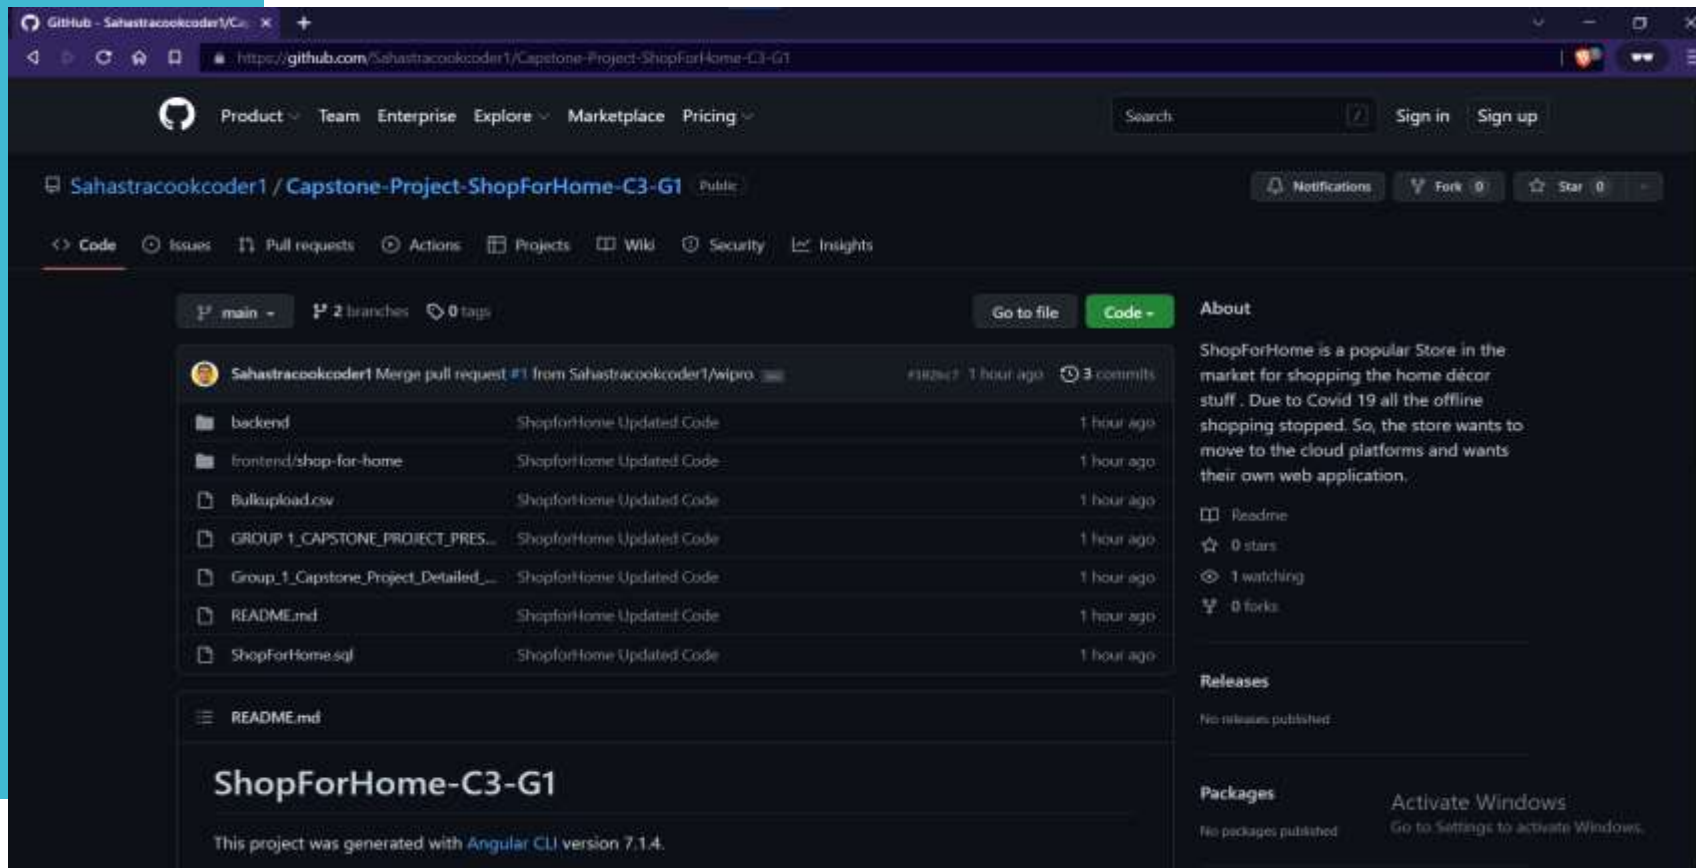 GitHub - Sahastracookcoder1/Ca
https://github.com/Sahastracookcoder1/Capstone-Project-ShopForHome-C3-G1
Product Team Enterprise Explore Marketplace Pricing Search / Sign in Sign up
Sahastracookcoder1 / Capstone-Project-ShopForHome-C3-G1 Public Notifications Fork 0 Star 0
<> Code Issues Pull requests Actions Projects Wiki Security Insights
main 2 branches 0 tags Go to file Code
Sahastracookcoder1 Merge pull request #1 from Sahastracookcoder1/wipro 1 hour ago 3 commits
backend ShopforHome Updated Code 1 hour ago
frontend/shop-for-home ShopforHome Updated Code 1 hour ago
Bulkupload.csv ShopforHome Updated Code 1 hour ago
GROUP 1_CAPSTONE_PROJECT_PRES... ShopforHome Updated Code 1 hour ago
Group_1_Capstone_Project_Detailed_... ShopforHome Updated Code 1 hour ago
README.md ShopforHome Updated Code 1 hour ago
ShopForHome.sql ShopforHome Updated Code 1 hour ago
README.md
ShopForHome-C3-G1
This project was generated with Angular CLI version 7.1.4.
About
ShopForHome is a popular Store in the
market for shopping the home décor
stuff . Due to Covid 19 all the offline
shopping stopped. So, the store wants to
move to the cloud platforms and wants
their own web application.
Readme
0 stars
1 watching
0 forks
Releases
No releases published
Packages
No packages published
Activate Windows
Go to Settings to activate Windows.